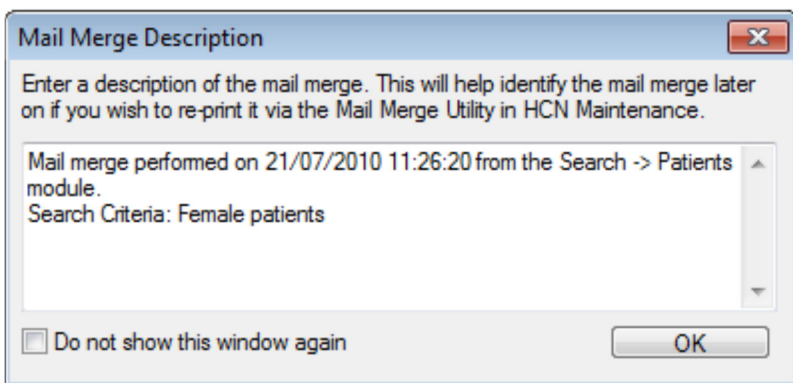 Mail Merge Description
Enter a description of the mail merge. This will help identify the mail merge later
on if you wish to re-print it via the Mail Merge Utility in HCN Maintenance.
Mail merge performed on 21/07/2010 11:26:20 from the Search -> Patients
module.
Search Criteria: Female patients
Do not show this window again
OK